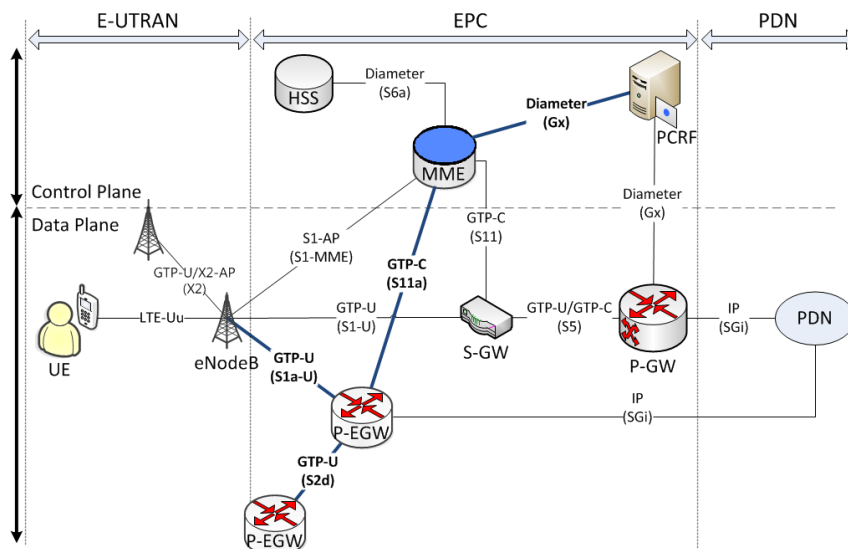 E-UTRAN
EPC
PDN
HSS
Diameter
(S6a)
Diameter
(Gx)
PCRF
MME
Control Plane
Data Plane
Diameter
(Gx)
GTP-C
(S11)
S1-AP
(S1-MME)
GTP-C
(S11a)
GTP-U/X2-AP
(X2)
UE
LTE-Uu
eNodeB
GTP-U
(S1-U)
S-GW
GTP-U/GTP-C
(S5)
P-GW
IP
(SGi)
PDN
GTP-U
(S1a-U)
P-EGW
IP
(SGi)
GTP-U
(S2d)
P-EGW